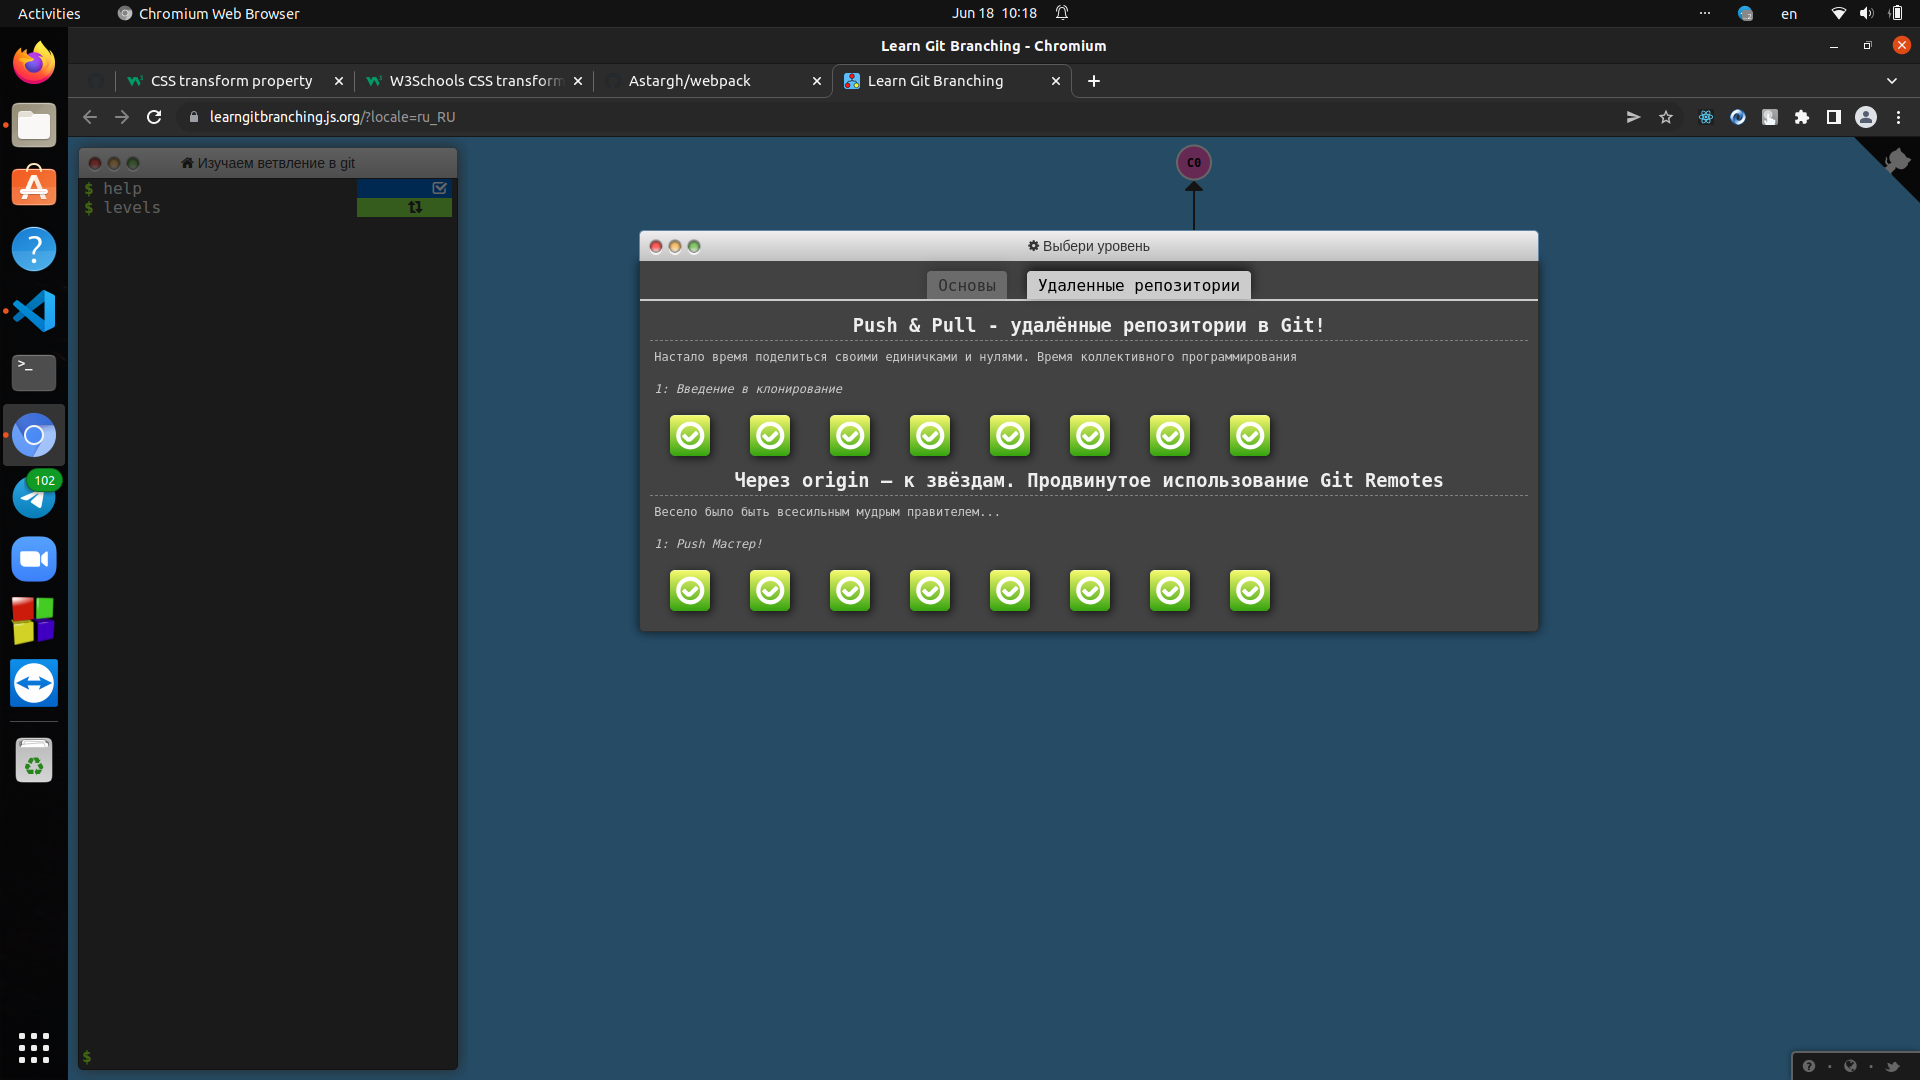 Activities
Chromium Web Browser
Jun 18 10:18
en
Learn Git Branching - Chromium
CSS transform property
W3Schools CSS transform
Astargh/webpack
Learn Git Branching
learngitbranching.js.org/?locale=ru_RU
Изучаем ветвление в git
$ help
$ levels
C0
Выбери уровень
Основы
Удаленные репозитории
Push & Pull - удалённые репозитории в Git!
Настало время поделиться своими единичками и нулями. Время коллективного программирования
1: Введение в клонирование
Через origin – к звёздам. Продвинутое использование Git Remotes
Весело было быть всесильным мудрым правителем...
1: Push Мастер!
102
$